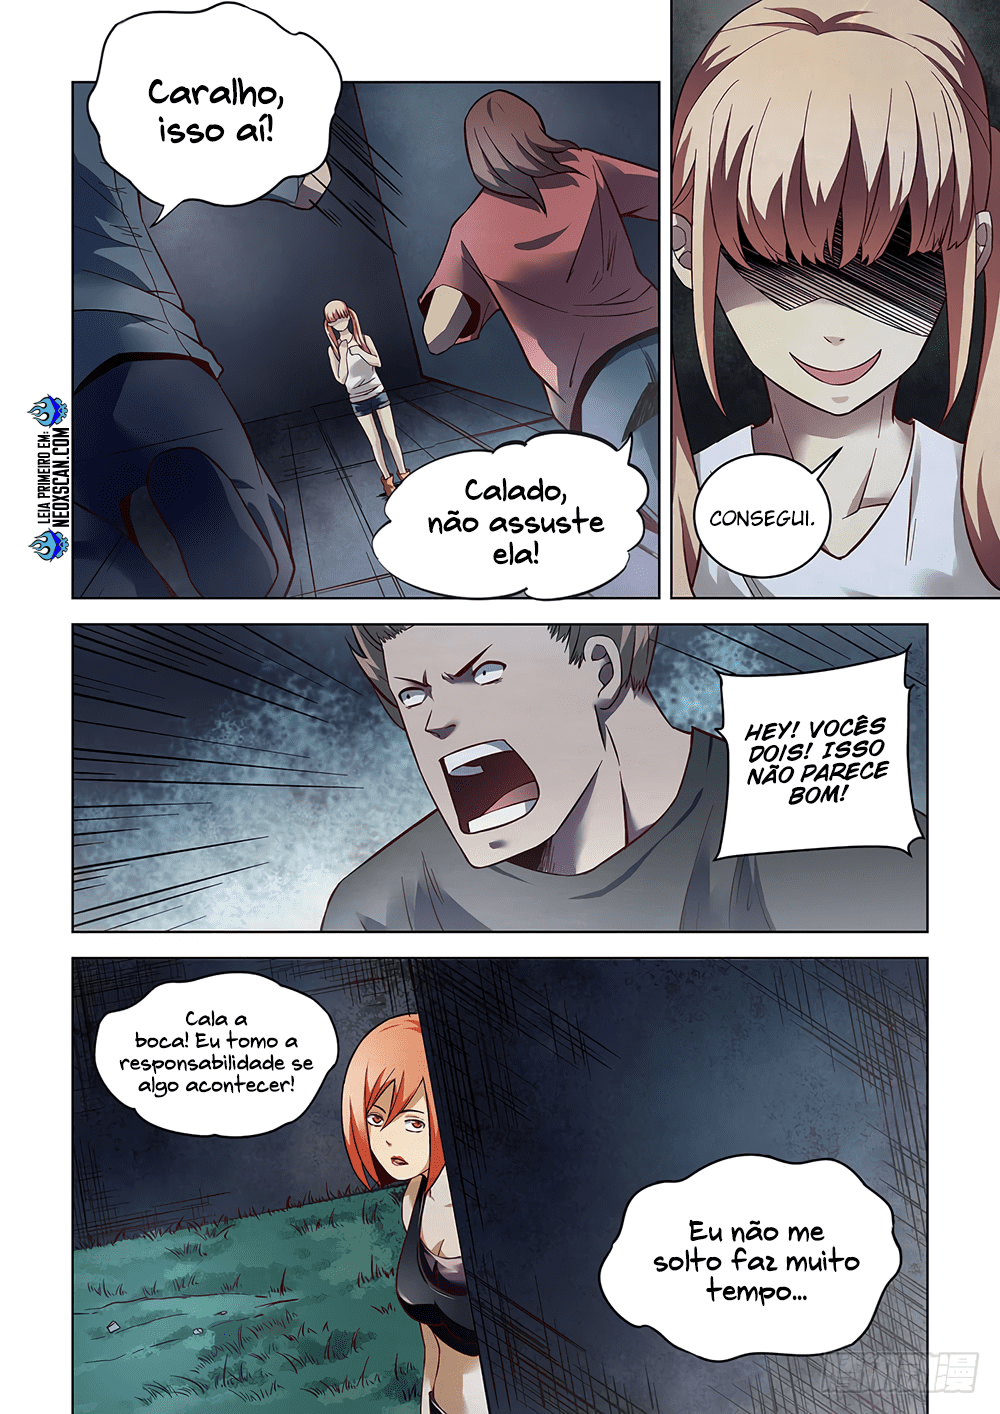 Caralho,
isso aí!
Calado,
não assuste
ela!
CONSEGUI.
LEIA PRIMEIRO EM:
NEOXSCAN.COM
HEY! VOCÊS
DOIS! ISSO
NÃO PARECE
BOM!
Cala a
boca! Eu tomo a
responsabilidade se
algo acontecer!
Eu não me
solto faz muito
tempo...